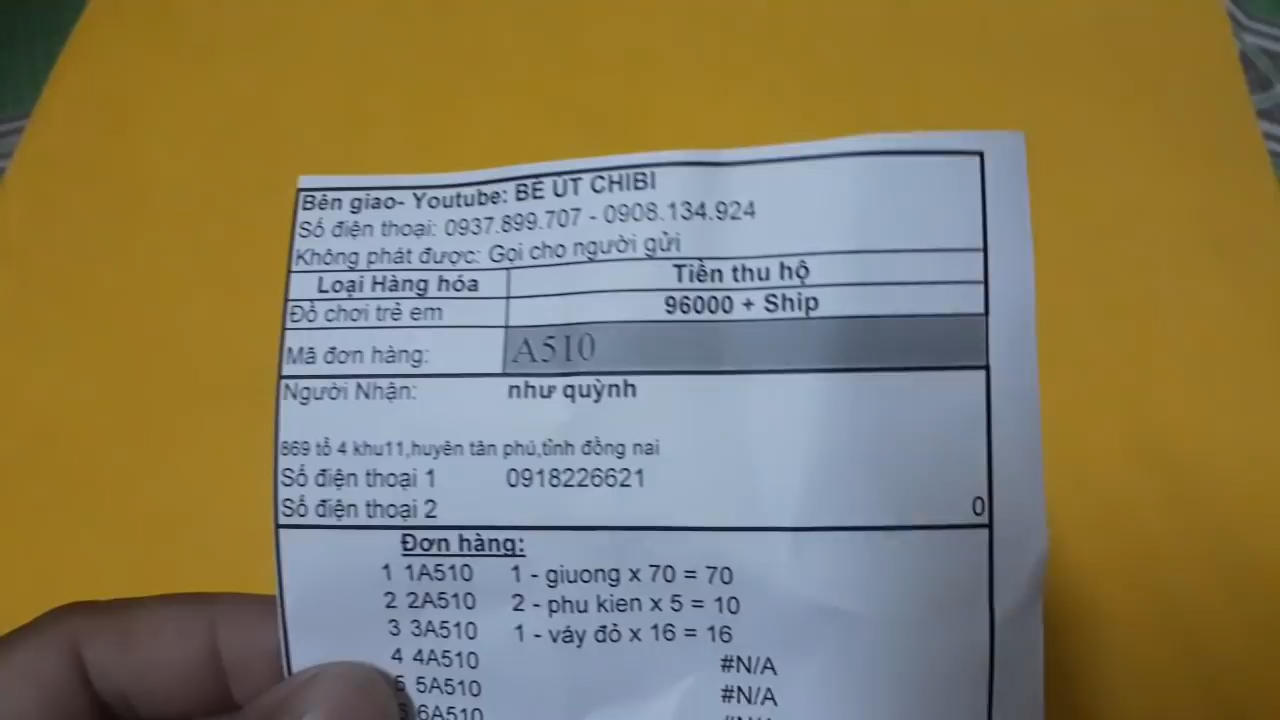 Bên giao- Youtube: BÉ ÚT CHIBI
Số điện thoại: 0937.899.707 - 0908.134.924
Không phát được: Gọi cho người gửi
Loại Hàng hóa Tiền thu hộ
Đồ chơi trẻ em 96000 + Ship
Mã đơn hàng: A510
Người Nhận: như quỳnh
869 tổ 4 khu11,huyên tân phú,tỉnh đồng nai
Số điện thoại 1 0918226621
Số điện thoại 2 0
Đơn hàng:
1 1A510 1 - giuong x 70 = 70
2 2A510 2 - phu kien x 5 = 10
3 3A510 1 - váy đỏ x 16 = 16
4 4A510 #N/A
5 5A510 #N/A
6A510